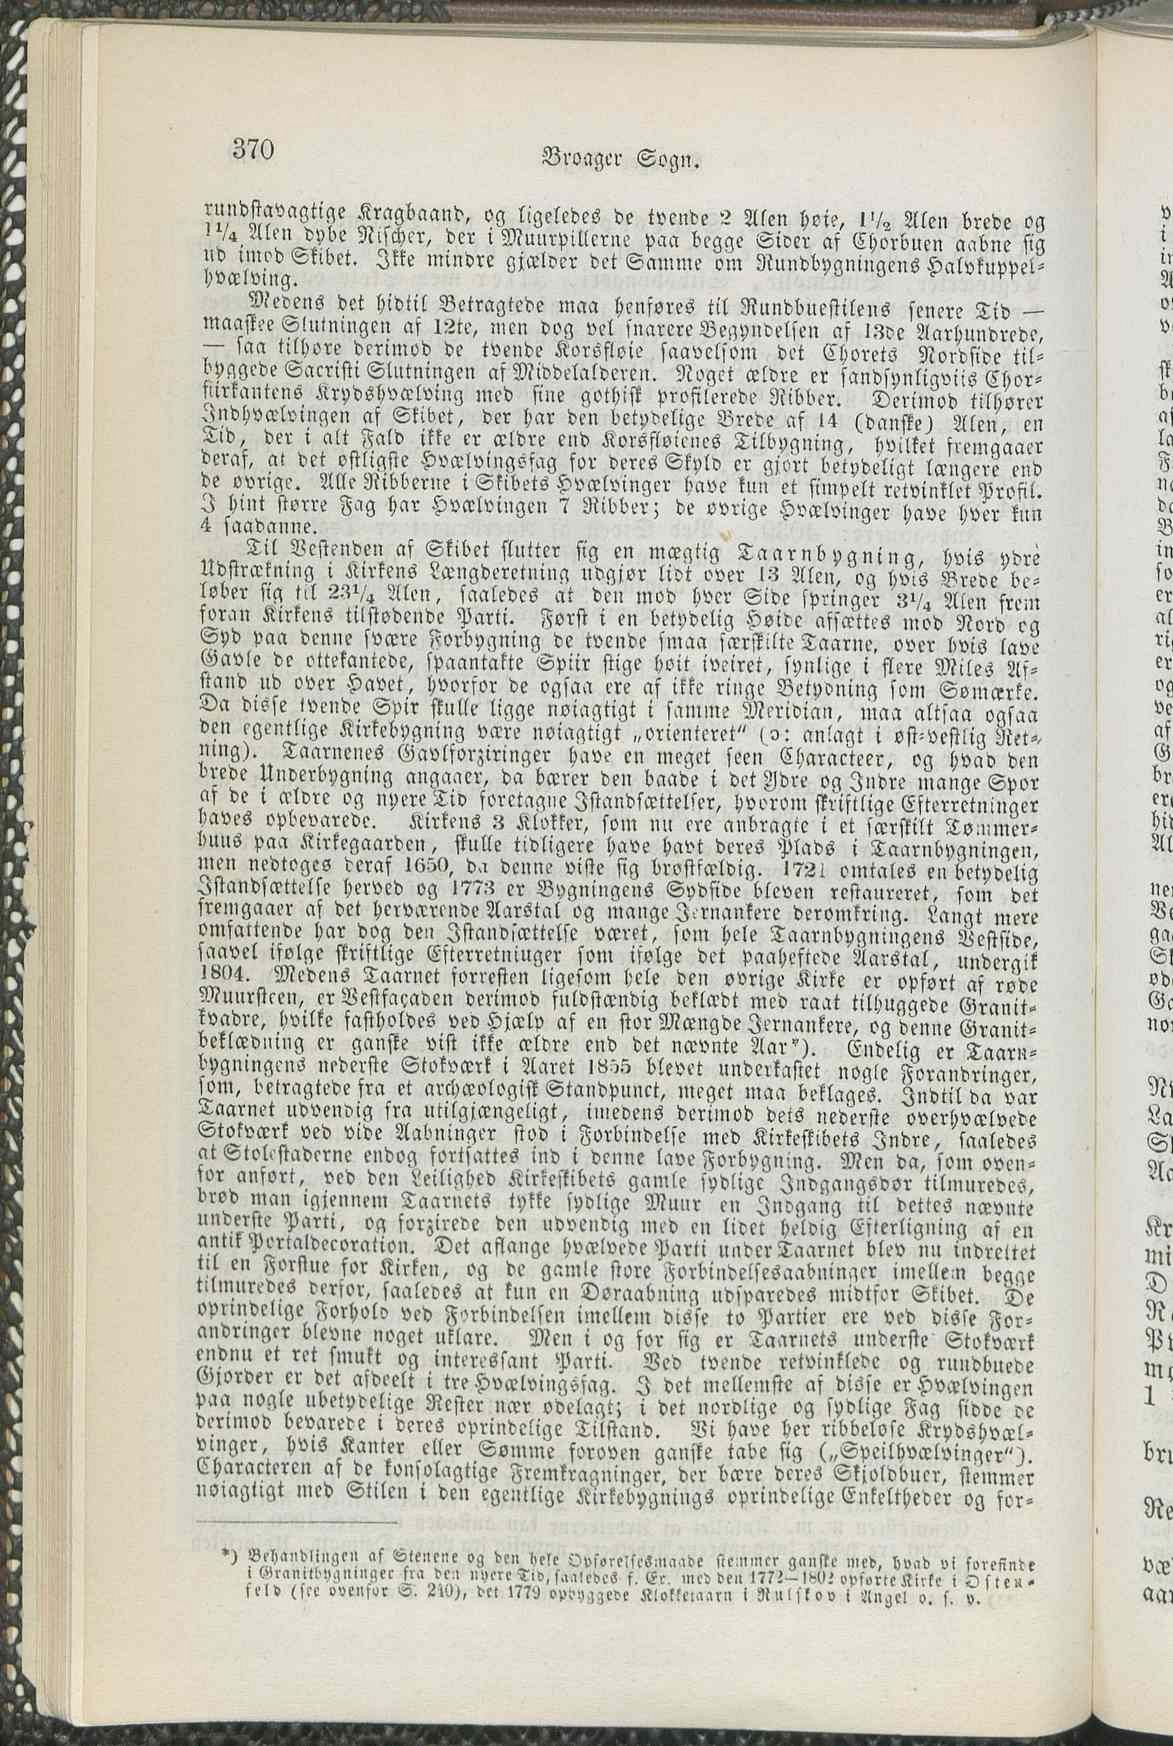 370
Broager Sogn.
rundstavagtige Kragbaand, og ligeledes de tvende 2 Alen høie, 1½ Alen brede og
1¼ Alen dybe Nischer, der i Muurpillerne paa begge Sider af Chorbuen aabne sig
ud imod Skibet. Ikke mindre gjælder det Samme om Rundbygningens Halvkuppel-
hvælving.
Medens det hidtil Betragtede maa henføres til Rundbuestilens senere Tid —
maaskee Slutningen af 12te, men dog vel snarere Begyndelsen af 13de Aarhundrede,
— saa tilhøre derimod de tvende Korsfløie saavelsom det Chorets Nordside til-
byggede Sacristi Slutningen af Middelalderen. Noget ældre er sandsynligviis Chor-
fiirkantens Krydshvælving med sine gothisk profilerede Ribber. Derimod tilhører
Indhvælvingen af Skibet, der har den betydelige Brede af 14 (danske) Alen, en
Tid, der i alt Fald ikke er ældre end Korsfløienes Tilbygning, hvilket fremgaaer
deraf, at det østligste Hvælvingsfag for deres Skyld er gjort betydeligt længere end
de øvrige. Alle Ribberne i Skibets Hvælvinger have kun et simpelt retvinklet Profil.
I hint større Fag har Hvælvingen 7 Ribber; de øvrige Hvælvinger have hver kun
4 saadanne.
Til Vestenden af Skibet slutter sig en mægtig Taarnbygning, hvis ydre
Udstrækning i Kirkens Længderetning udgjør lidt over 13 Alen, og hvis Brede be-
løber sig til 23¼ Alen, saaledes at den mod hver Side springer 3¼ Alen frem
foran Kirkens tilstødende Parti. Først i en betydelig Høide afsættes mod Nord og
Syd paa denne svære Forbygning de tvende smaa særskilte Taarne, over hvis lave
Gavle de ottekantede, spaantakte Spiir stige høit iveiret, synlige i flere Miles Af-
stand ud over Havet, hvorfor de ogsaa ere af ikke ringe Betydning som Sømærke.
Da disse tvende Spir skulle ligge nøiagtigt i samme Meridian, maa altsaa ogsaa
den egentlige Kirkebygning være nøiagtigt „orienteret“ (ɔ: anlagt i øst-vestlig Ret-
ning). Taarnenes Gavlforziringer have en meget seen Characteer, og hvad den
brede Underbygning angaaer, da bærer den baade i det Ydre og Indre mange Spor
af de i ældre og nyere Tid foretagne Istandsættelser, hvorom skriftlige Efterretninger
haves opbevarede. Kirkens 3 Klokker, som nu ere anbragte i et særskilt Tømmer-
huus paa Kirkegaarden, skulle tidligere have havt deres Plads i Taarnbygningen,
men nedtoges deraf 1650, da denne viste sig brøstfældig. 1721 omtales en betydelig
Istandsættelse herved og 1773 er Bygningens Sydside bleven restaureret, som det
fremgaaer af det herværende Aarstal og mange Jernankere deromkring. Langt mere
omfattende har dog den Istandsættelse været, som hele Taarnbygningens Vestside,
saavel ifølge skriftlige Efterretninger som ifølge det paaheftede Aarstal, undergik
1804. Medens Taarnet forresten ligesom hele den øvrige Kirke er opført af røde
Muursteen, er Vestfaçaden derimod fuldstændig beklædt med raat tilhuggede Granit-
kvadre, hvilke fastholdes ved Hjælp af en stor Mængde Jernankere, og denne Granit-
beklædning er ganske vist ikke ældre end det nævnte Aar*). Endelig er Taarn-
bygningens nederste Stokværk i Aaret 1855 blevet underkastet nogle Forandringer,
som, betragtede fra et archæologisk Standpunct, meget maa beklages. Indtil da var
Taarnet udvendig fra utilgjængeligt, imedens derimod dets nederste overhvælvede
Stokværk ved vide Aabninger stod i Forbindelse med Kirkeskibets Indre, saaledes
at Stolestaderne endog fortsattes ind i denne lave Forbygning. Men da, som oven-
for anført, ved den Leilighed Kirkeskibets gamle sydlige Indgangsdør tilmuredes,
brød man igjennem Taarnets tykke sydlige Muur en Indgang til dettes nævnte
underste Parti, og forzirede den udvendig med en lidet heldig Efterligning af en
antik Portaldecoration. Det aflange hvælvede Parti under Taarnet blev nu indrettet
til en Forstue for Kirken, og de gamle store Forbindelsesaabninger imellem begge
tilmuredes derfor, saaledes at kun en Døraabning udsparedes midtfor Skibet. De
oprindelige Forhold ved Forbindelsen imellem disse to Partier ere ved disse For-
andringer blevne noget uklare. Men i og for sig er Taarnets underste Stokværk
endnu et ret smukt og interessant Parti. Ved tvende retvinklede og rundbuede
Gjorder er det afdeelt i tre Hvælvingsfag. I det mellemste af disse er Hvælvingen
paa nogle ubetydelige Rester nær ødelagt; i det nordlige og sydlige Fag sidde de
derimod bevarede i deres oprindelige Tilstand. Vi have her ribbeløse Krydshvæl-
vinger, hvis Kanter eller Sømme foroven ganske tabe sig („Speilhvælvinger“).
Characteren af de konsolagtige Fremkragninger, der bære deres Skjoldbuer, stemmer
nøiagtigt med Stilen i den egentlige Kirkebygnings oprindelige Enkeltheder og for-
*) Behandlingen af Stenene og den hele Opførelsesmaade stemmer ganske med, hvad vi forefinde
i Granitbygninger fra den nyere Tid, saaledes f. Ex. med den 1772—1802 opførte Kirke i Osten-
feld (see ovenfor S. 240), det 1779 opbyggede Klokketaarn i Rulskov i Angel o. s. v.